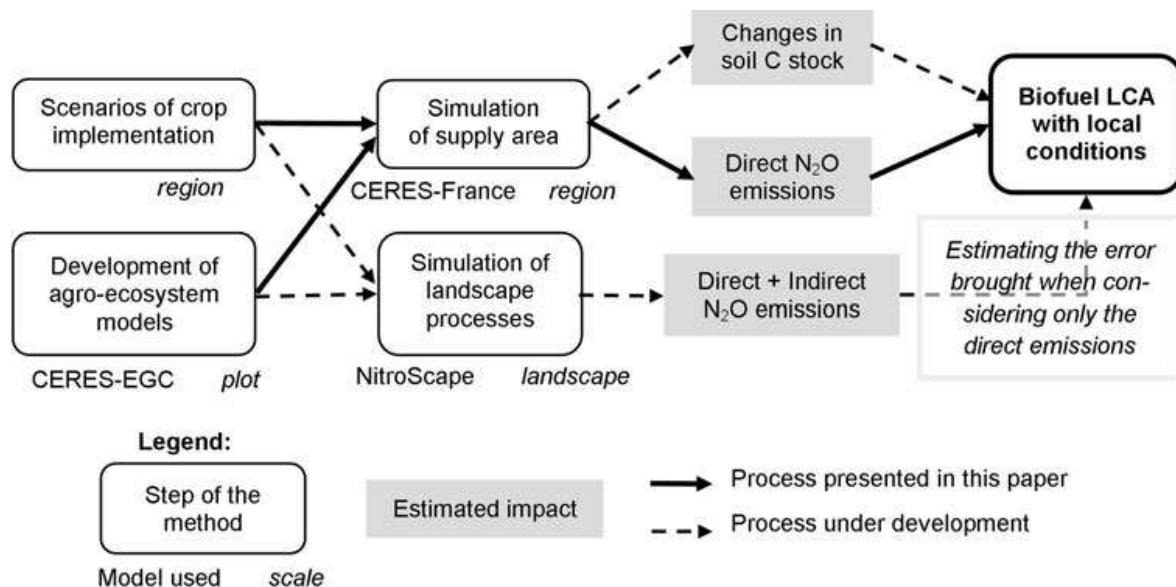 Scenarios of crop
implementation
region
Simulation
of supply area
CERES-France region
Changes in
soil C stock
Direct N₂O
emissions
Biofuel LCA
with local
conditions
Development of
agro-ecosystem
models
CERES-EGC plot
Simulation of
landscape
processes
NitroScape landscape
Direct + Indirect
N₂O emissions
Estimating the error
brought when con-
sidering only the
direct emissions
Legend:
Step of the
method
Model used scale
Estimated impact
Process presented in this paper
Process under development